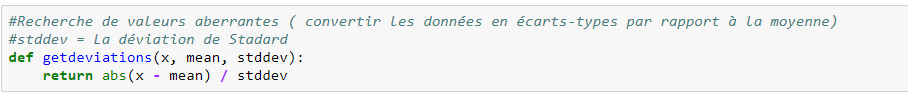 #Recherche de valeurs aberrantes ( convertir les données en écarts-types par rapport à la moyenne)
#stddev = La déviation de Stadard
def getdeviations(x, mean, stddev):
    return abs(x - mean) / stddev